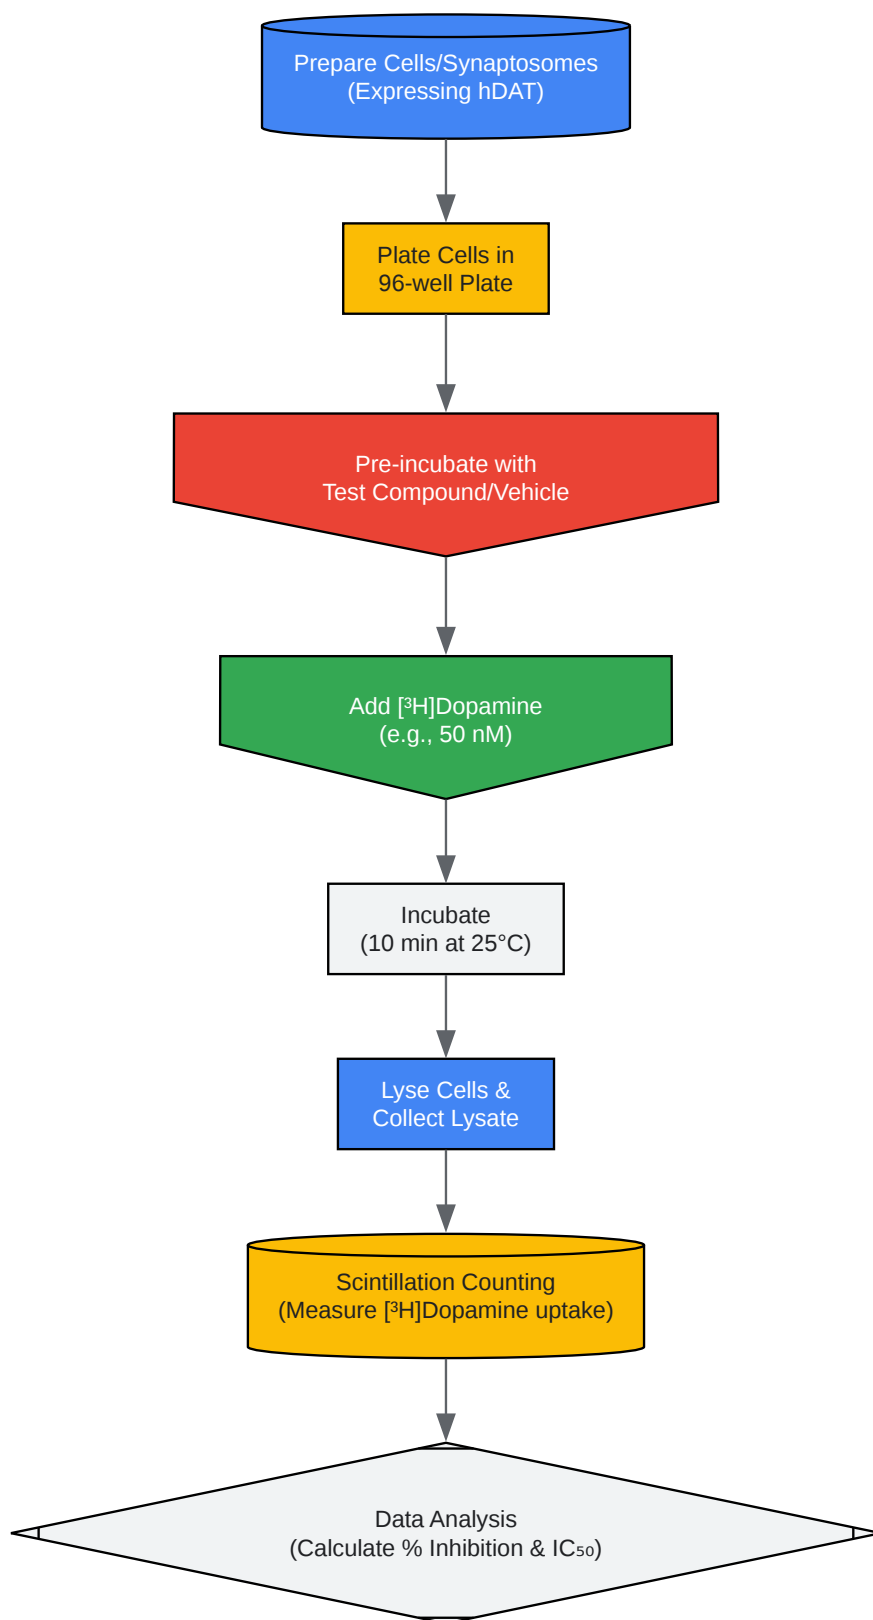 Prepare Cells/Synaptosomes
(Expressing hDAT)
Plate Cells in
96-well Plate
Pre-incubate with
Test Compound/Vehicle
Add [³H]Dopamine
(e.g., 50 nM)
Incubate
(10 min at 25°C)
Lyse Cells &
Collect Lysate
Scintillation Counting
(Measure [³H]Dopamine uptake)
Data Analysis
(Calculate % Inhibition & IC₅₀)